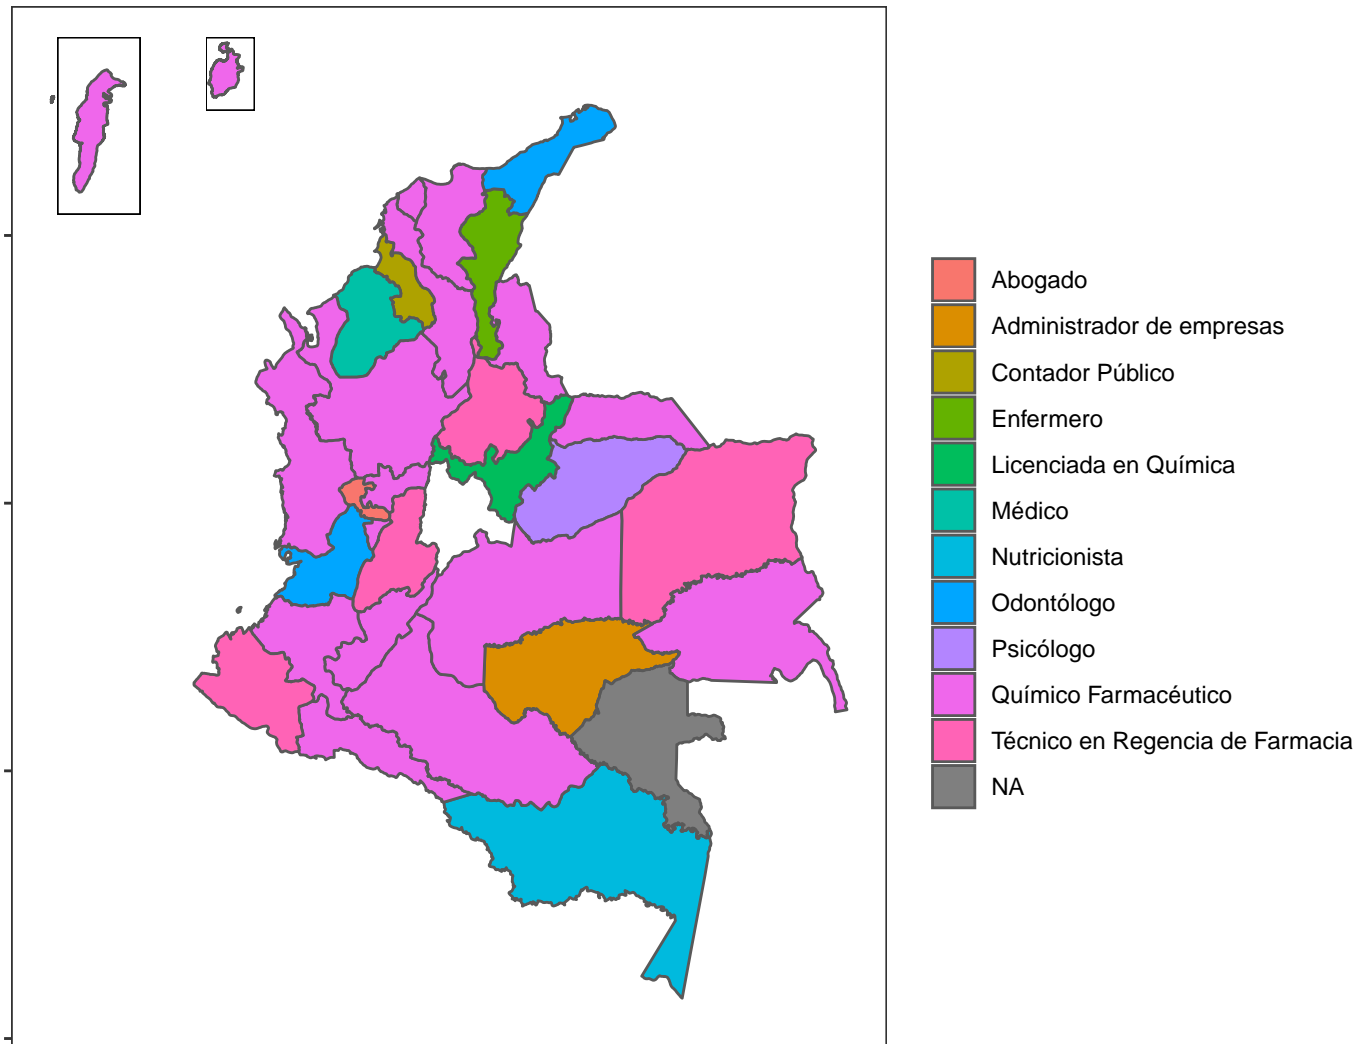 Abogado
Administrador de empresas
Contador Público
Enfermero
Licenciada en Química
Médico
Nutricionista
Odontólogo
Psicólogo
Químico Farmacéutico
Técnico en Regencia de Farmacia
NA